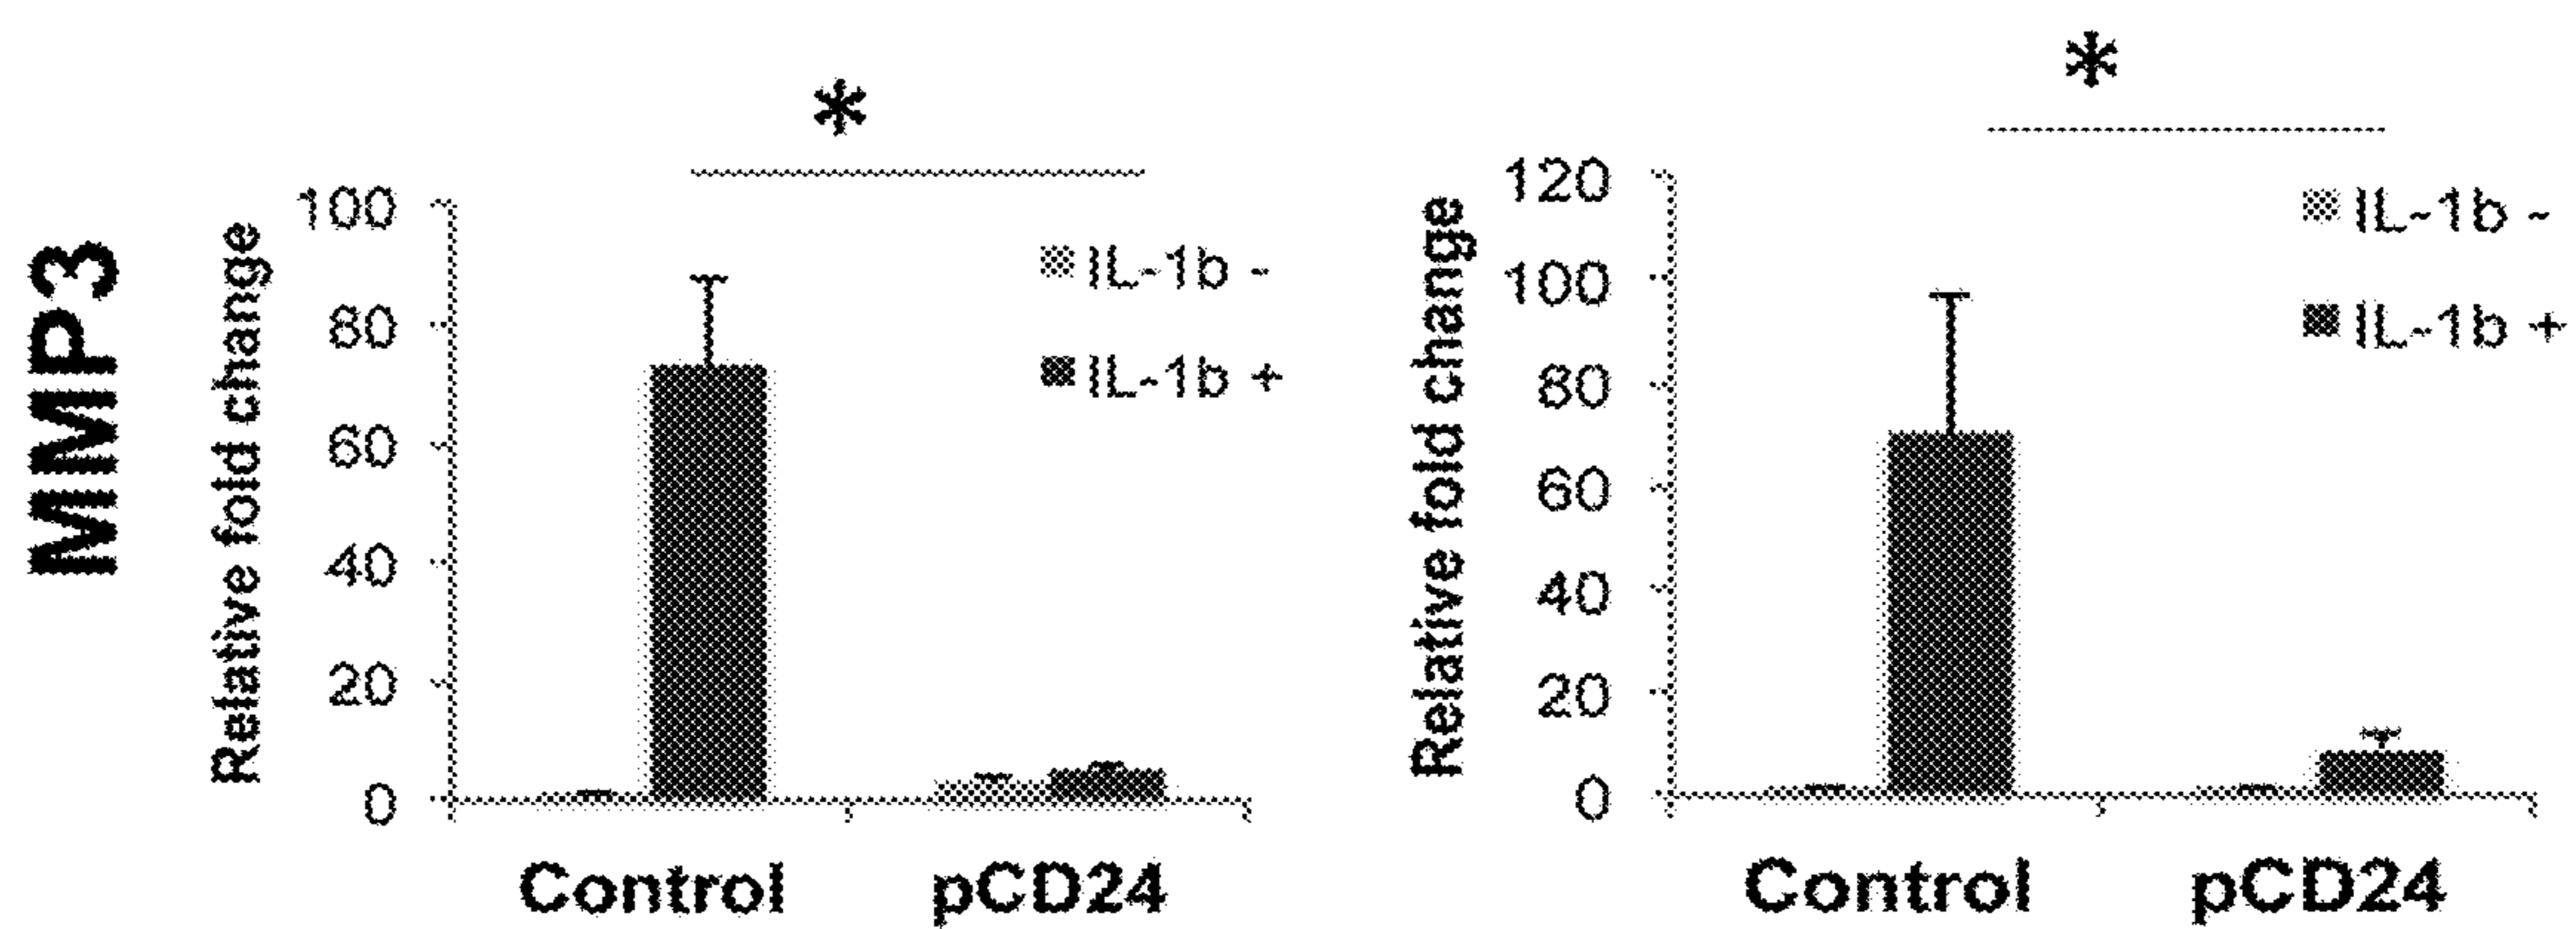 MMP3
Relative fold change
*
100
80
60
40
20
0
IL-1b -
IL-1b +
Control pCD24
Relative fold change
*
120
100
80
60
40
20
0
IL-1b -
IL-1b +
Control pCD24